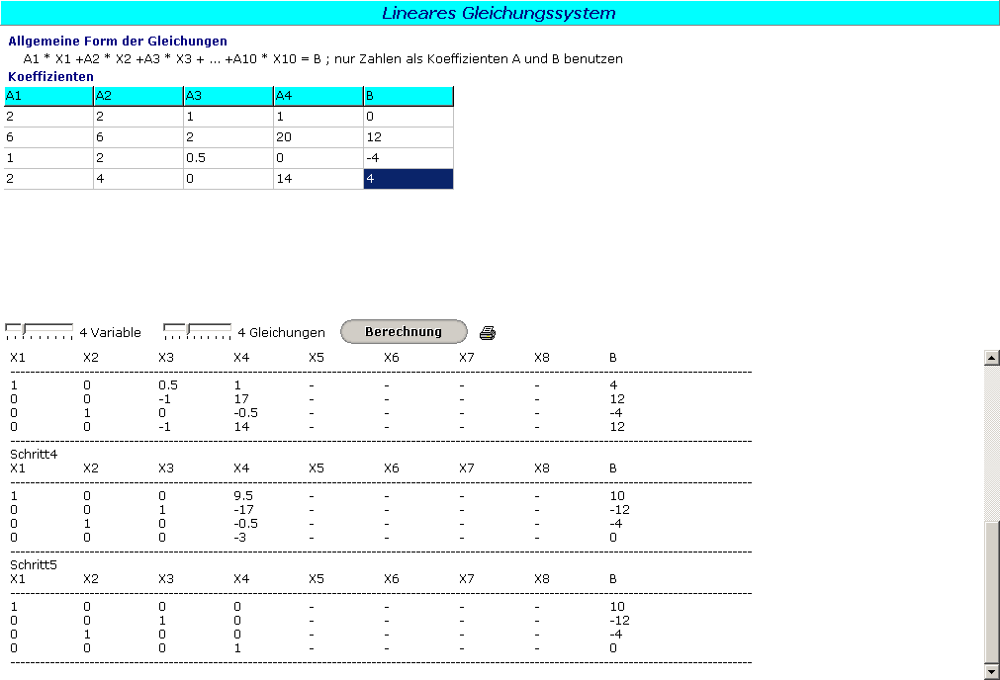 Lineares Gleichungssystem
Allgemeine Form der Gleichungen
A1 * X1 +A2 * X2 +A3 * X3 + ... +A10 * X10 = B ; nur Zahlen als Koeffizienten A und B benutzen
Koeffizienten
A1 A2 A3 A4 B
2 2 1 1 0
6 6 2 20 12
1 2 0.5 0 -4
2 4 0 14 4
4 Variable 4 Gleichungen Berechnung
X1 X2 X3 X4 X5 X6 X7 X8 B
1 0 0.5 1 - - - - 4
0 0 -1 17 - - - - 12
0 1 0 -0.5 - - - - -4
0 0 -1 14 - - - - 12
Schritt4
X1 X2 X3 X4 X5 X6 X7 X8 B
1 0 0 9.5 - - - - 10
0 0 1 -17 - - - - -12
0 1 0 -0.5 - - - - -4
0 0 0 -3 - - - - 0
Schritt5
X1 X2 X3 X4 X5 X6 X7 X8 B
1 0 0 0 - - - - 10
0 0 1 0 - - - - -12
0 1 0 0 - - - - -4
0 0 0 1 - - - - 0